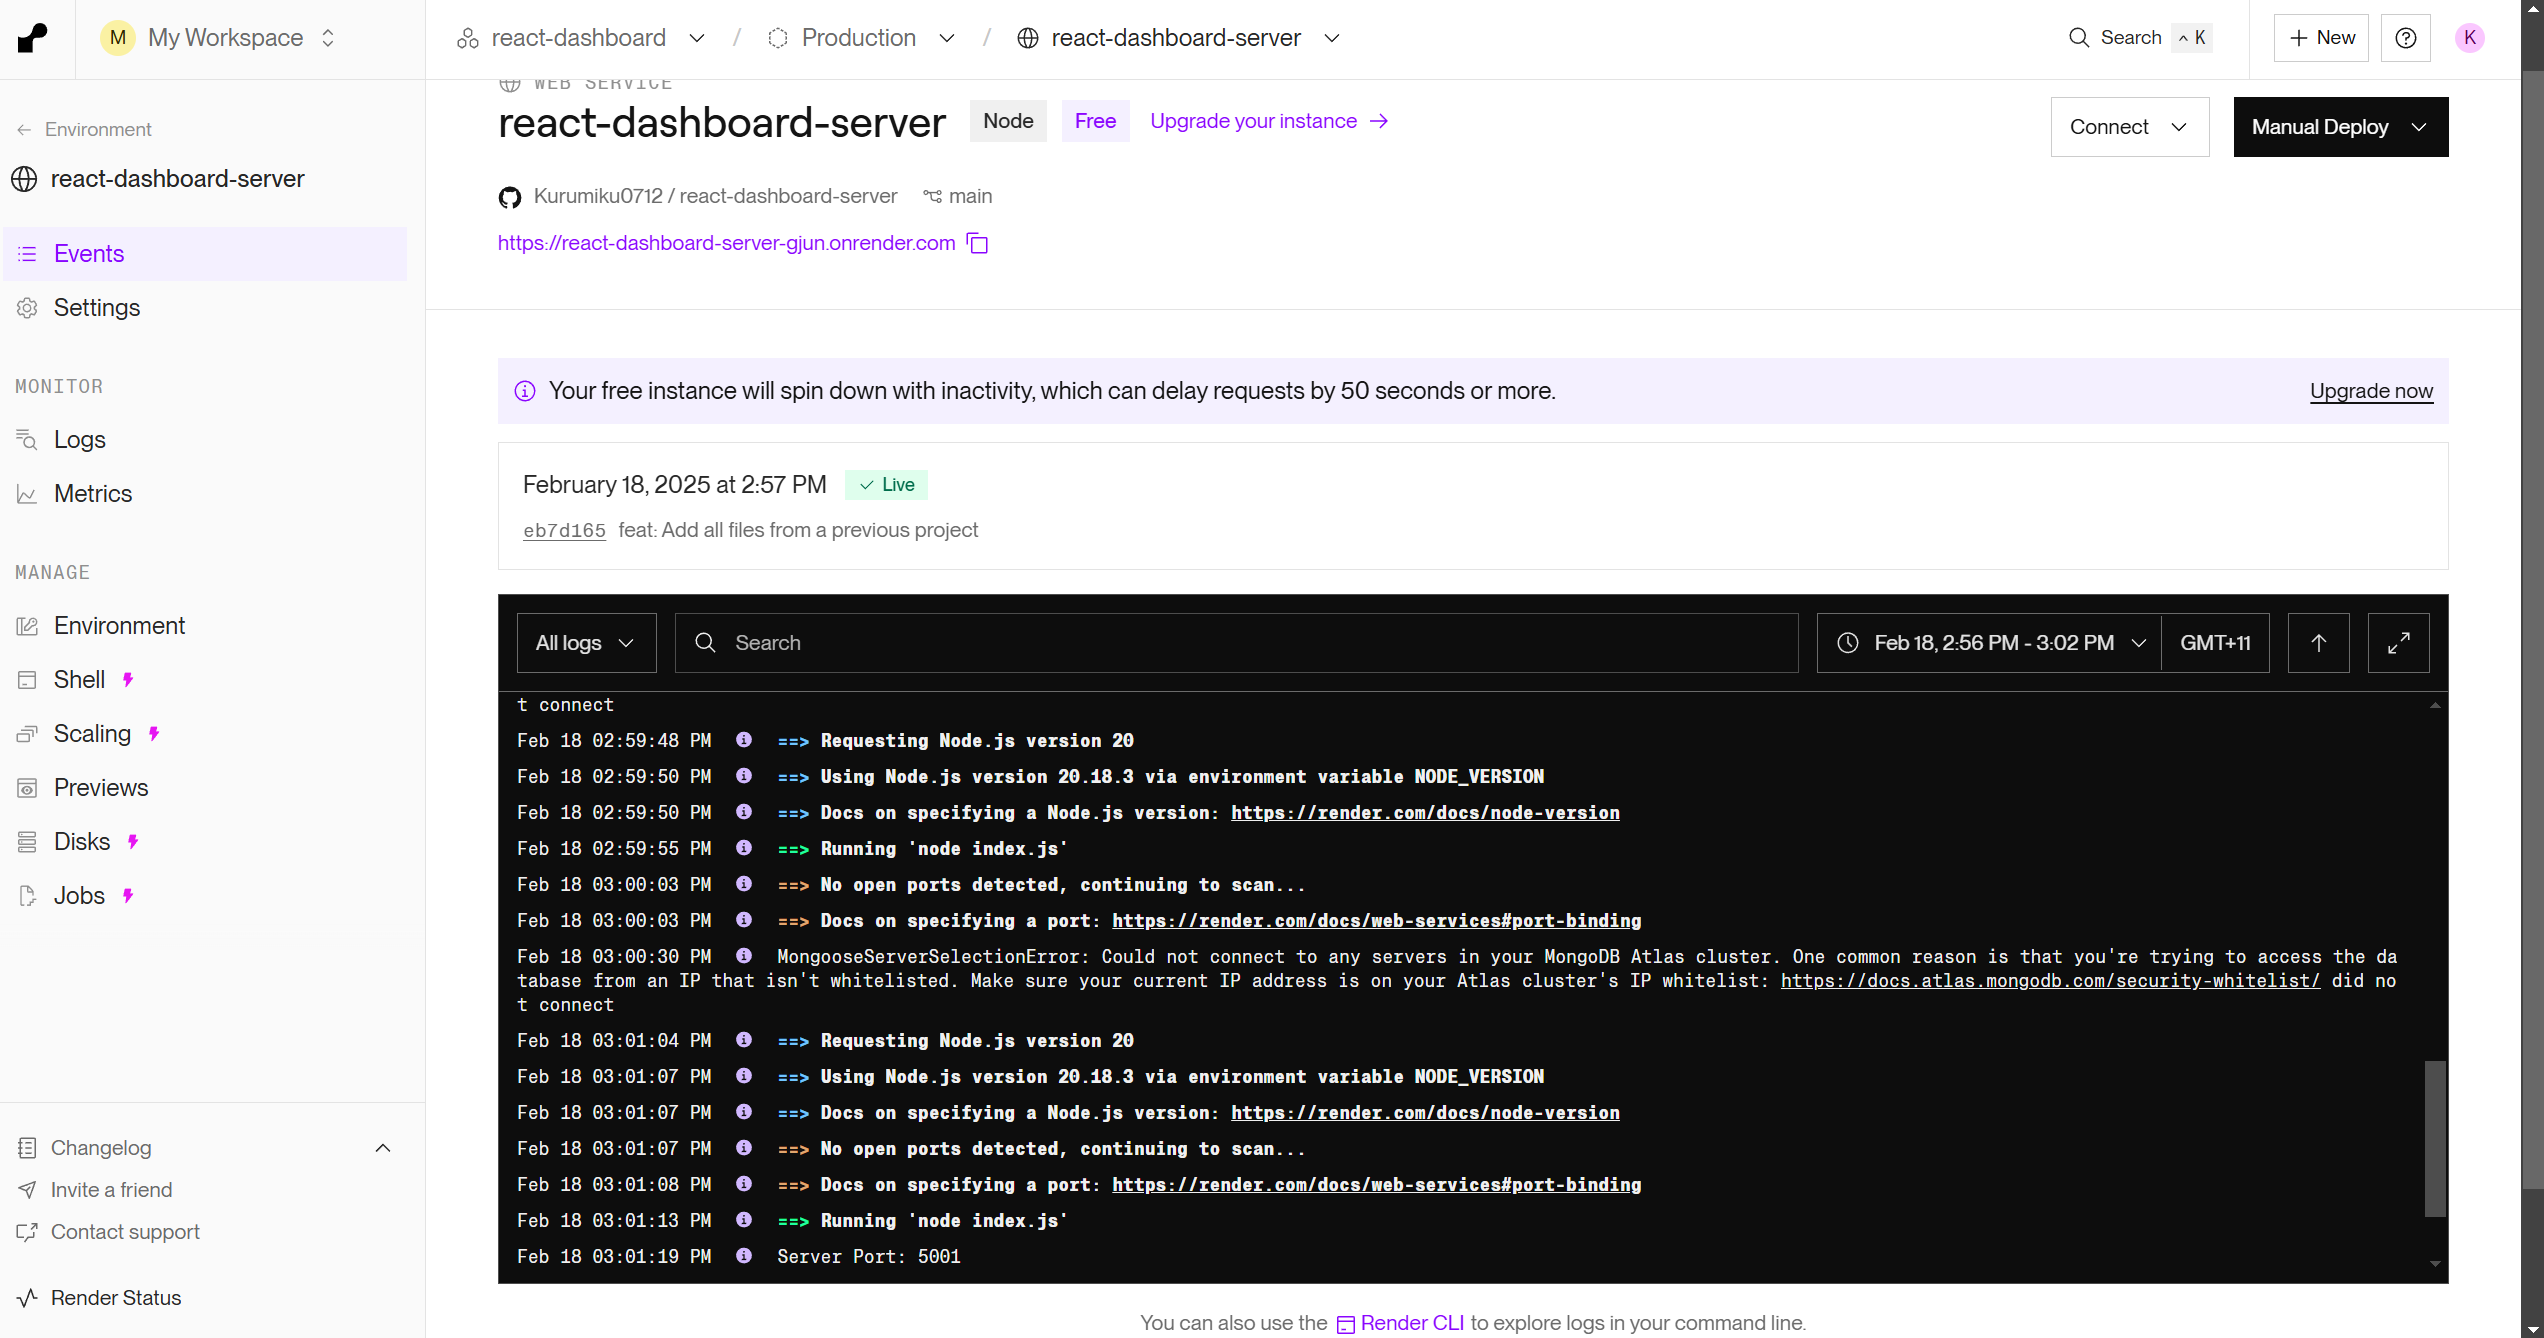 M My Workspace
react-dashboard / Production / react-dashboard-server
Search ^ K
+ New
K
Environment
react-dashboard-server
Events
Settings
MONITOR
Logs
Metrics
MANAGE
Environment
Shell
Scaling
Previews
Disks
Jobs
Changelog
Invite a friend
Contact support
Render Status
WEB SERVICE
react-dashboard-server Node Free Upgrade your instance
Connect
Manual Deploy
Kurumiku0712 / react-dashboard-server main
https://react-dashboard-server-gjun.onrender.com
Your free instance will spin down with inactivity, which can delay requests by 50 seconds or more.
Upgrade now
February 18, 2025 at 2:57 PM Live
eb7d165 feat: Add all files from a previous project
All logs
Search
Feb 18, 2:56 PM - 3:02 PM GMT+11
t connect
Feb 18 02:59:48 PM ==> Requesting Node.js version 20
Feb 18 02:59:50 PM ==> Using Node.js version 20.18.3 via environment variable NODE_VERSION
Feb 18 02:59:50 PM ==> Docs on specifying a Node.js version: https://render.com/docs/node-version
Feb 18 02:59:55 PM ==> Running 'node index.js'
Feb 18 03:00:03 PM ==> No open ports detected, continuing to scan...
Feb 18 03:00:03 PM ==> Docs on specifying a port: https://render.com/docs/web-services#port-binding
Feb 18 03:00:30 PM MongooseServerSelectionError: Could not connect to any servers in your MongoDB Atlas cluster. One common reason is that you're trying to access the da
tabase from an IP that isn't whitelisted. Make sure your current IP address is on your Atlas cluster's IP whitelist: https://docs.atlas.mongodb.com/security-whitelist/ did no
t connect
Feb 18 03:01:04 PM ==> Requesting Node.js version 20
Feb 18 03:01:07 PM ==> Using Node.js version 20.18.3 via environment variable NODE_VERSION
Feb 18 03:01:07 PM ==> Docs on specifying a Node.js version: https://render.com/docs/node-version
Feb 18 03:01:07 PM ==> No open ports detected, continuing to scan...
Feb 18 03:01:08 PM ==> Docs on specifying a port: https://render.com/docs/web-services#port-binding
Feb 18 03:01:13 PM ==> Running 'node index.js'
Feb 18 03:01:19 PM Server Port: 5001
You can also use the Render CLI to explore logs in your command line.